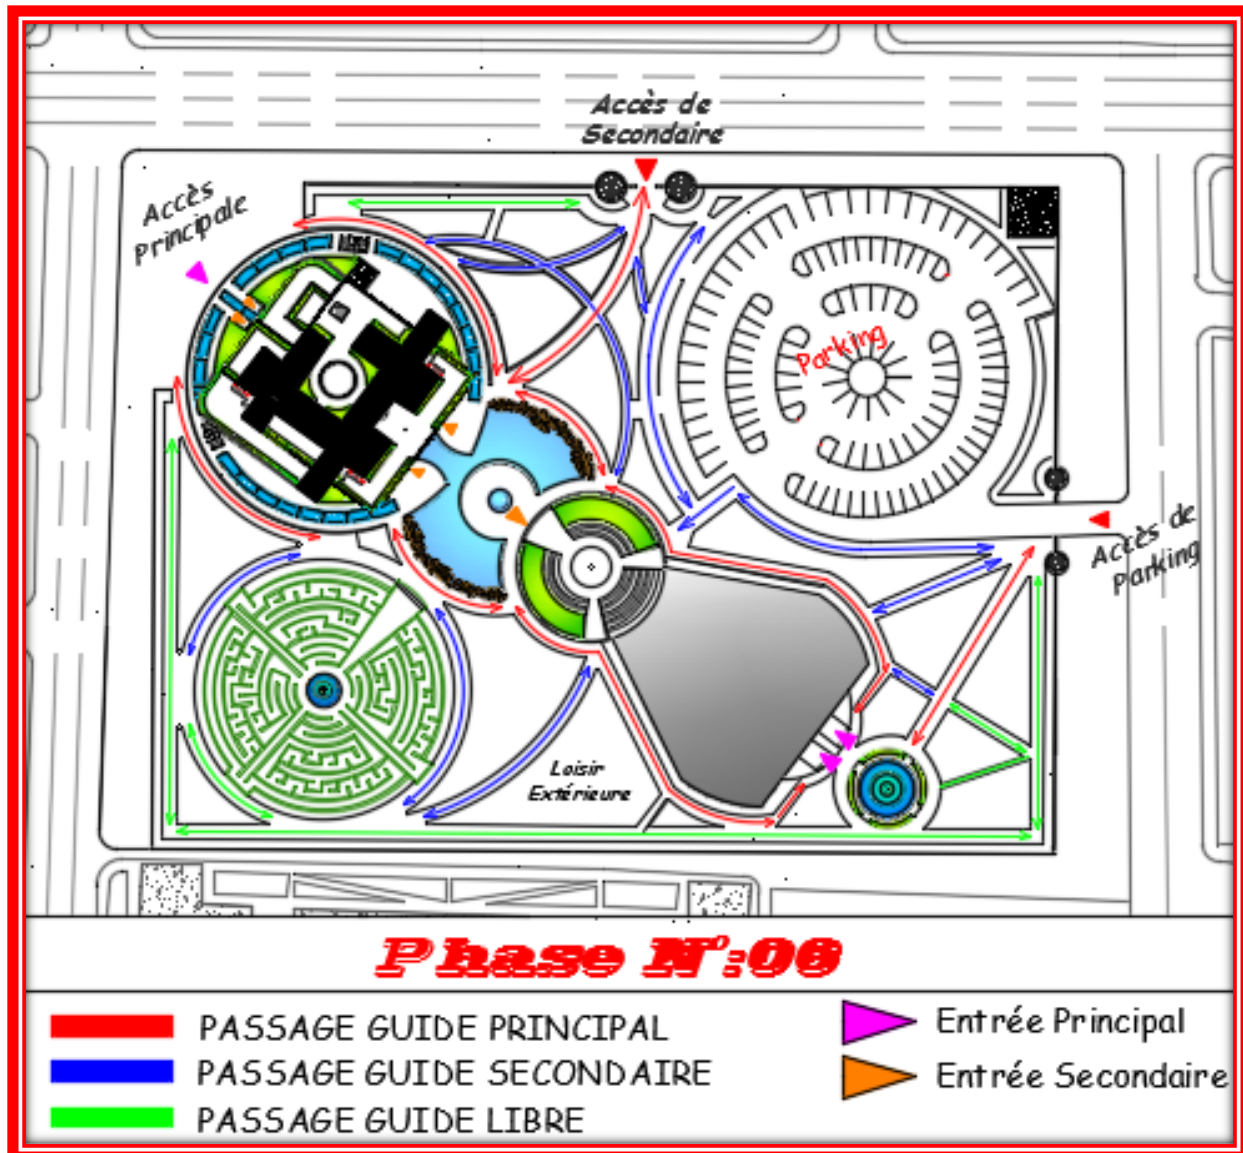 Accès de
Secondaire
Accès
Principale
Parking
Accès de
Parking
Loisir
Extérieure
Phase N°:06
PASSAGE GUIDE PRINCIPAL
PASSAGE GUIDE SECONDAIRE
PASSAGE GUIDE LIBRE
Entrée Principal
Entrée Secondaire